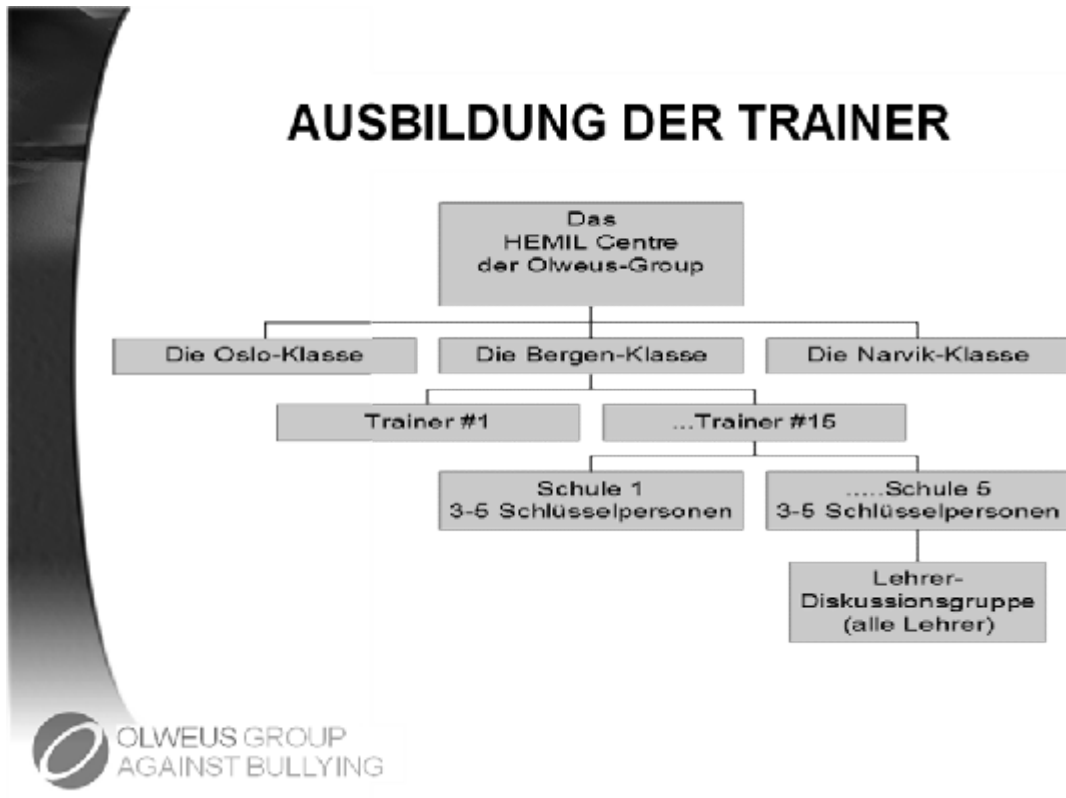 AUSBILDUNG DER TRAINER
Das
HEMIL Centre
der Olweus-Group
Die Oslo-Klasse
Die Bergen-Klasse
Die Narvik-Klasse
Trainer #1
...Trainer #15
Schule 1
3-5 Schlüsselpersonen
.....Schule 5
3-5 Schlüsselpersonen
Lehrer-
Diskussionsgruppe
(alle Lehrer)
OLWEUS GROUP
AGAINST BULLYING